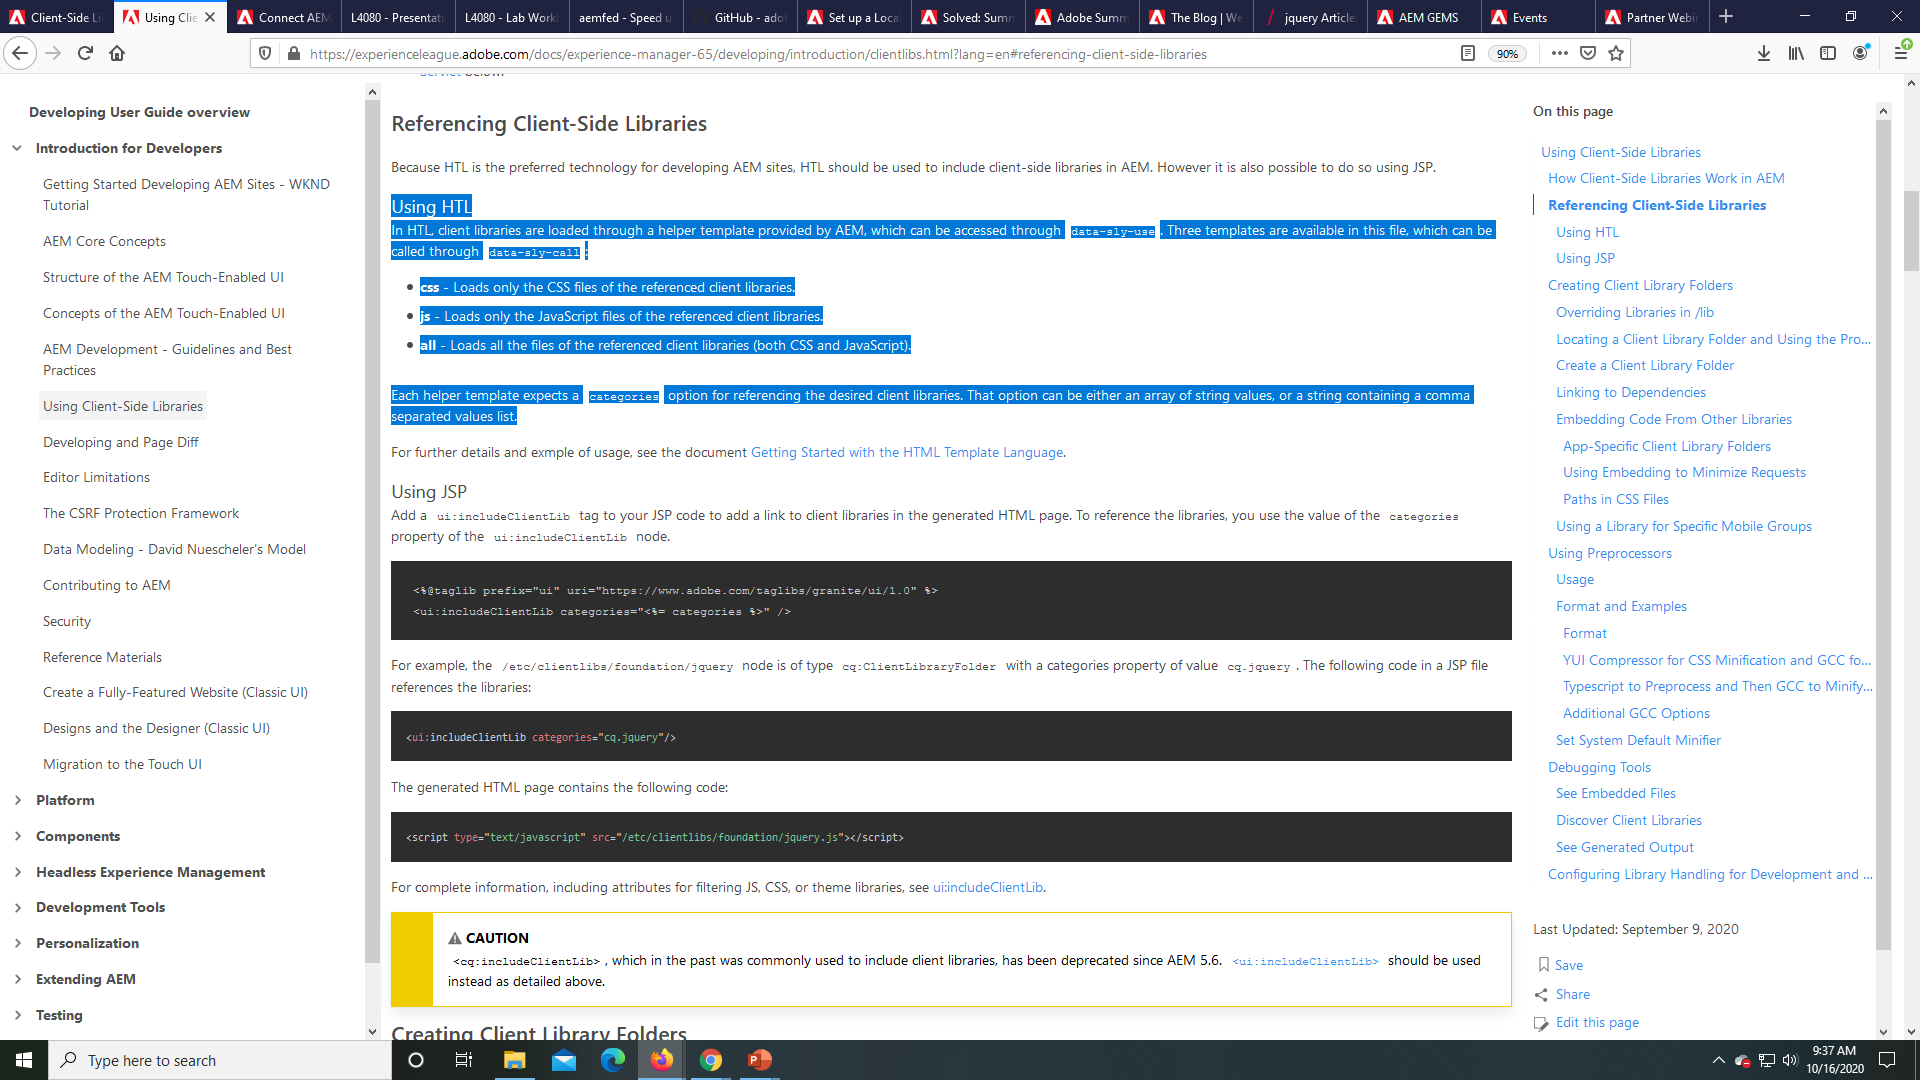 Client-Side Li
Using Clie
Connect AEM
L4080 - Presentati
L4080 - Lab Work
aemfed - Speed u
GitHub - ado
Set up a Loca
Solved: Sum
Adobe Summ
The Blog | We
jquery Article
AEM GEMS
Events
Partner Webin
https://experienceleague.adobe.com/docs/experience-manager-65/developing/introduction/clientlibs.html?lang=en#referencing-client-side-libraries
90%
Developing User Guide overview
Introduction for Developers
Getting Started Developing AEM Sites - WKND
Tutorial
AEM Core Concepts
Structure of the AEM Touch-Enabled UI
Concepts of the AEM Touch-Enabled UI
AEM Development - Guidelines and Best
Practices
Using Client-Side Libraries
Developing and Page Diff
Editor Limitations
The CSRF Protection Framework
Data Modeling - David Nuescheler's Model
Contributing to AEM
Security
Reference Materials
Create a Fully-Featured Website (Classic UI)
Designs and the Designer (Classic UI)
Migration to the Touch UI
Platform
Components
Headless Experience Management
Development Tools
Personalization
Extending AEM
Testing
Servlet below.
Referencing Client-Side Libraries
Because HTL is the preferred technology for developing AEM sites, HTL should be used to include client-side libraries in AEM. However it is also possible to do so using JSP.
Using HTL
In HTL, client libraries are loaded through a helper template provided by AEM, which can be accessed through data-sly-use. Three templates are available in this file, which can be
called through data-sly-call:
• css - Loads only the CSS files of the referenced client libraries.
• js - Loads only the JavaScript files of the referenced client libraries.
• all - Loads all the files of the referenced client libraries (both CSS and JavaScript).
Each helper template expects a categories option for referencing the desired client libraries. That option can be either an array of string values, or a string containing a comma
separated values list.
For further details and exmple of usage, see the document Getting Started with the HTML Template Language.
Using JSP
Add a ui:includeClientLib tag to your JSP code to add a link to client libraries in the generated HTML page. To reference the libraries, you use the value of the categories
property of the ui:includeClientLib node.
<%@taglib prefix="ui" uri="https://www.adobe.com/taglibs/granite/ui/1.0" %>
<ui:includeClientLib categories="<%= categories %>" />
For example, the /etc/clientlibs/foundation/jquery node is of type cq:ClientLibraryFolder with a categories property of value cq.jquery. The following code in a JSP file
references the libraries:
<ui:includeClientLib categories="cq.jquery"/>
The generated HTML page contains the following code:
<script type="text/javascript" src="/etc/clientlibs/foundation/jquery.js"></script>
For complete information, including attributes for filtering JS, CSS, or theme libraries, see ui:includeClientLib.
CAUTION
<cq:includeClientLib>, which in the past was commonly used to include client libraries, has been deprecated since AEM 5.6. <ui:includeClientLib> should be used
instead as detailed above.
Creating Client Library Folders
On this page
Using Client-Side Libraries
How Client-Side Libraries Work in AEM
Referencing Client-Side Libraries
Using HTL
Using JSP
Creating Client Library Folders
Overriding Libraries in /lib
Locating a Client Library Folder and Using the Pro...
Create a Client Library Folder
Linking to Dependencies
Embedding Code From Other Libraries
App-Specific Client Library Folders
Using Embedding to Minimize Requests
Paths in CSS Files
Using a Library for Specific Mobile Groups
Using Preprocessors
Usage
Format and Examples
Format
YUI Compressor for CSS Minification and GCC fo...
Typescript to Preprocess and Then GCC to Minify...
Additional GCC Options
Set System Default Minifier
Debugging Tools
See Embedded Files
Discover Client Libraries
See Generated Output
Configuring Library Handling for Development and ...
Last Updated: September 9, 2020
Save
Share
Edit this page
Type here to search
9:37 AM
10/16/2020